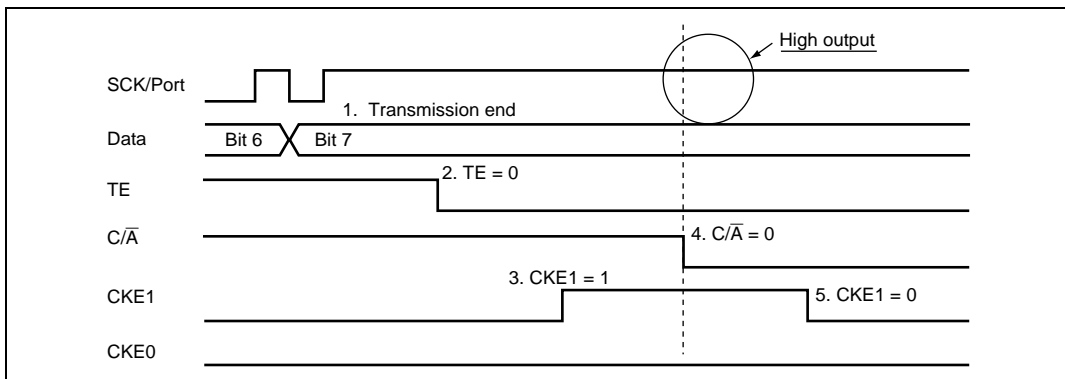 High output
SCK/Port
1. Transmission end
Data
Bit 6
Bit 7
2. TE = 0
TE
C/A̅
4. C/A̅ = 0
3. CKE1 = 1
CKE1
5. CKE1 = 0
CKE0